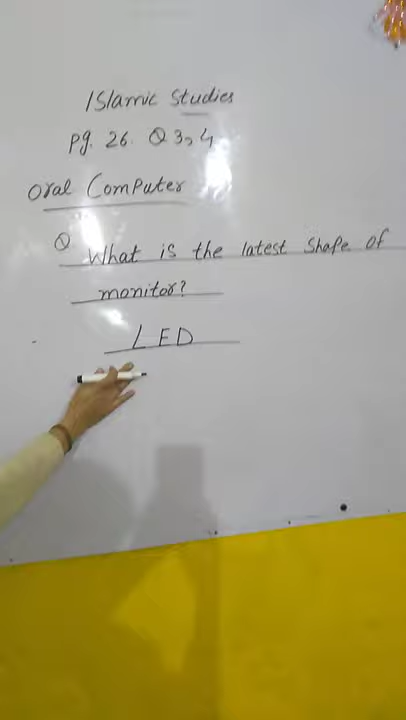 Islamic Studies
Pg. 26. Q 3, 4
Oral Computer
Q What is the latest shape of
monitor?
LED